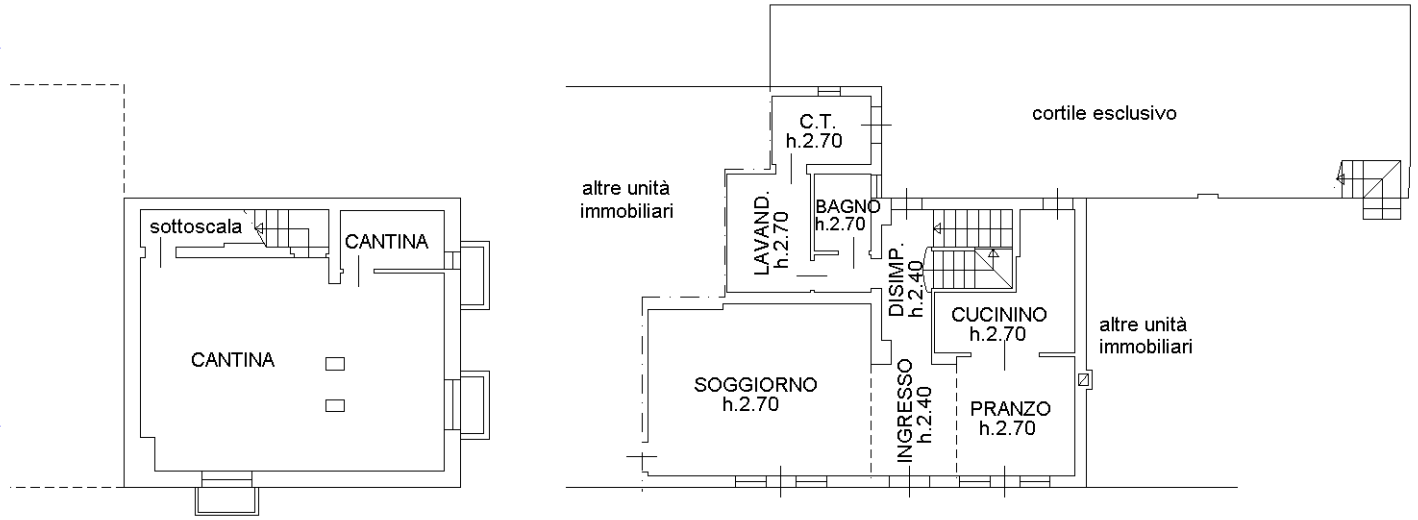 sottoscala
CANTINA
CANTINA
C.T.
h.2.70
cortile esclusivo
altre unità
immobiliari
LAVAND.
h.2.70
BAGNO
h.2.70
DISIMP.
h.2.40
CUCININO
h.2.70
altre unità
immobiliari
SOGGIORNO
h.2.70
INGRESSO
h.2.40
PRANZO
h.2.70